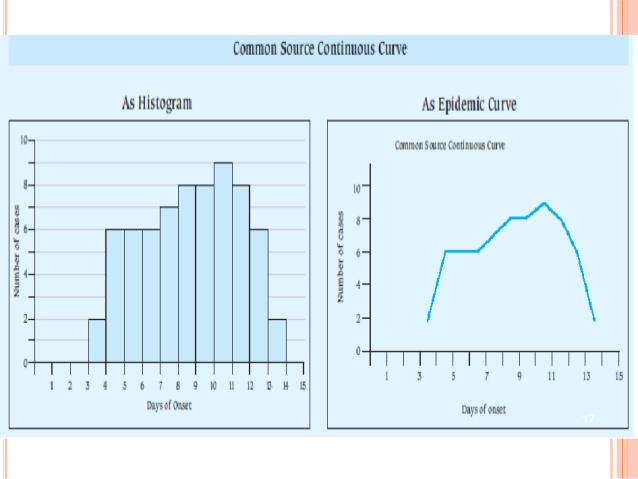 Common Source Continuous Curve
As Histogram
As Epidemic Curve
10
8
6
4
2
0
Number of cases
1 2 3 4 5 6 7 8 9 10 11 12 13 14 15
Days of Onset
Common Source Continuous Curve
10
8
6
4
2
0
Number of cases
1 3 5 7 9 11 13 15
Days of onset
17